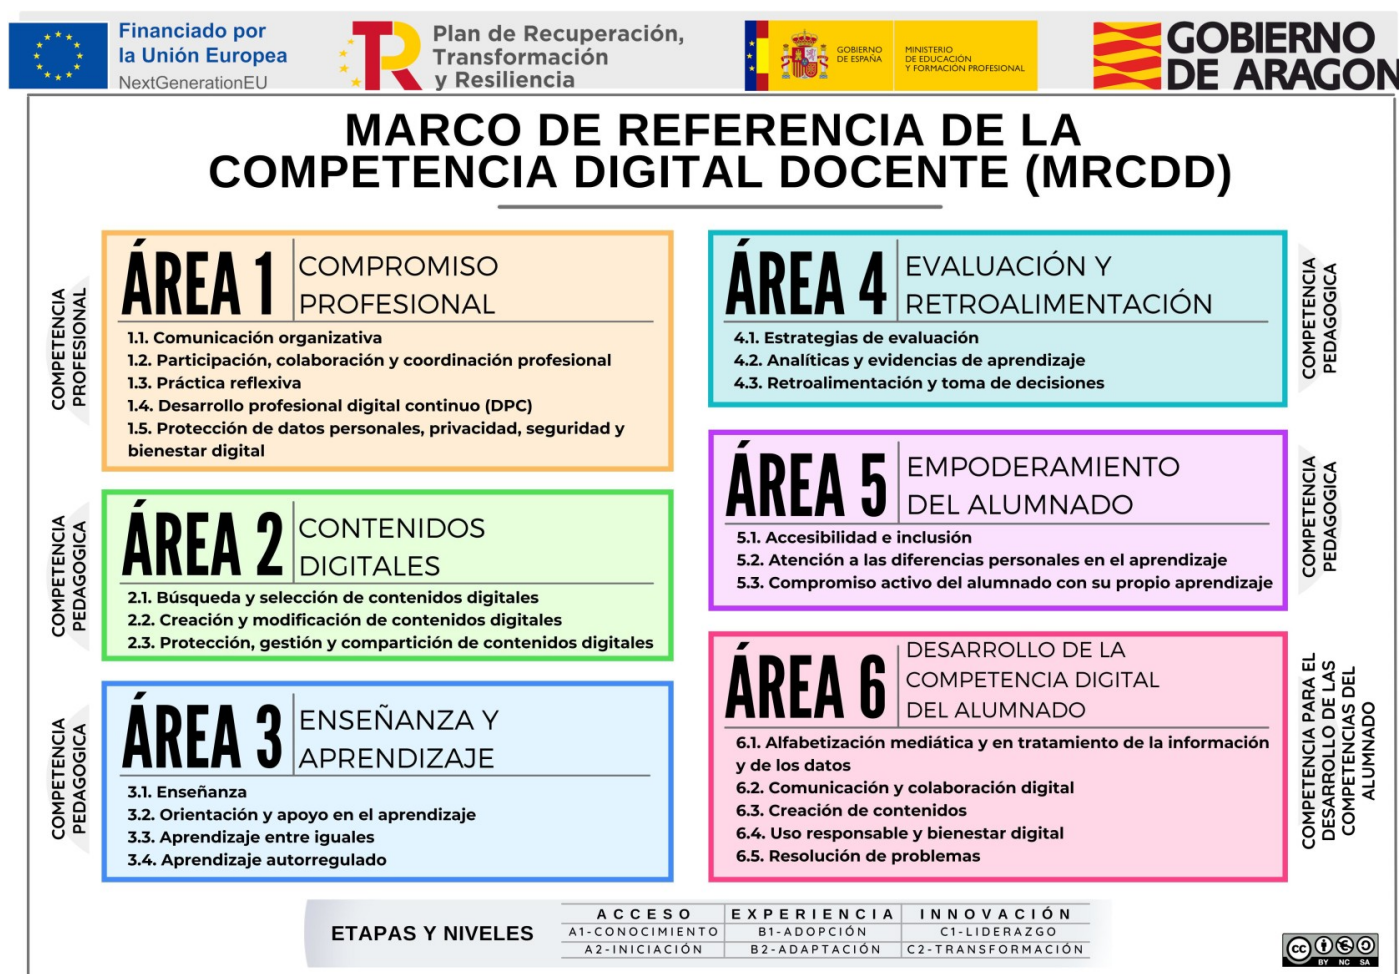 Financiado por
la Unión Europea
NextGenerationEU
Plan de Recuperación,
Transformación
y Resiliencia
GOBIERNO
DE ESPAÑA
MINISTERIO
DE EDUCACIÓN
Y FORMACIÓN PROFESIONAL
GOBIERNO
DE ARAGON
MARCO DE REFERENCIA DE LA
COMPETENCIA DIGITAL DOCENTE (MRCDD)
COMPETENCIA
PROFESIONAL
ÁREA 1
COMPROMISO
PROFESIONAL
1.1. Comunicación organizativa
1.2. Participación, colaboración y coordinación profesional
1.3. Práctica reflexiva
1.4. Desarrollo profesional digital continuo (DPC)
1.5. Protección de datos personales, privacidad, seguridad y
bienestar digital
COMPETENCIA
PEDAGOGICA
ÁREA 2
CONTENIDOS
DIGITALES
2.1. Búsqueda y selección de contenidos digitales
2.2. Creación y modificación de contenidos digitales
2.3. Protección, gestión y compartición de contenidos digitales
COMPETENCIA
PEDAGOGICA
ÁREA 3
ENSEÑANZA Y
APRENDIZAJE
3.1. Enseñanza
3.2. Orientación y apoyo en el aprendizaje
3.3. Aprendizaje entre iguales
3.4. Aprendizaje autorregulado
ÁREA 4
EVALUACIÓN Y
RETROALIMENTACIÓN
4.1. Estrategias de evaluación
4.2. Analíticas y evidencias de aprendizaje
4.3. Retroalimentación y toma de decisiones
COMPETENCIA
PEDAGOGICA
ÁREA 5
EMPODERAMIENTO
DEL ALUMNADO
5.1. Accesibilidad e inclusión
5.2. Atención a las diferencias personales en el aprendizaje
5.3. Compromiso activo del alumnado con su propio aprendizaje
COMPETENCIA
PEDAGOGICA
ÁREA 6
DESARROLLO DE LA
COMPETENCIA DIGITAL
DEL ALUMNADO
6.1. Alfabetización mediática y en tratamiento de la información
y de los datos
6.2. Comunicación y colaboración digital
6.3. Creación de contenidos
6.4. Uso responsable y bienestar digital
6.5. Resolución de problemas
COMPETENCIA PARA EL
DESARROLLO DE LAS
COMPETENCIAS DEL
ALUMNADO
ETAPAS Y NIVELES
ACCESO EXPERIENCIA INNOVACIÓN
A1-CONOCIMIENTO B1-ADOPCIÓN C1-LIDERAZGO
A2-INICIACIÓN B2-ADAPTACIÓN C2-TRANSFORMACIÓN
cc
BY NC SA